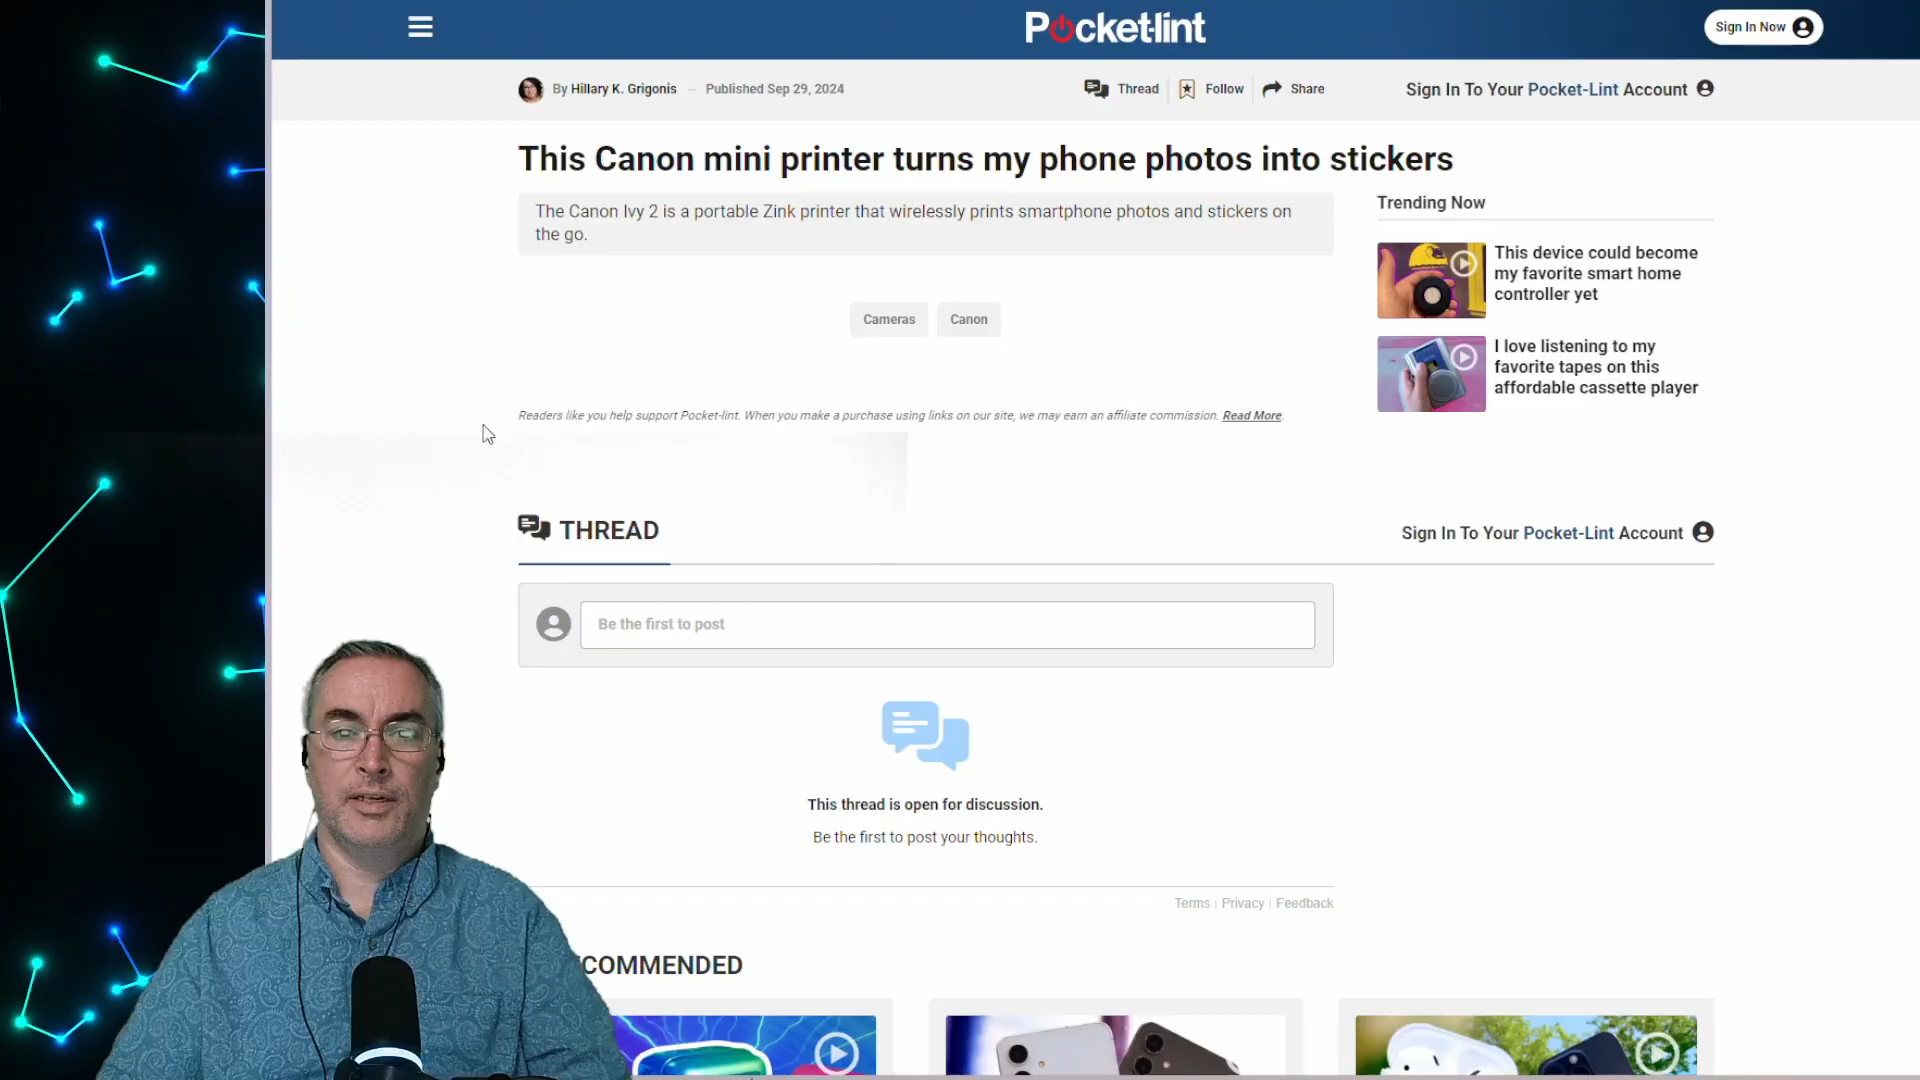 Pocket-lint
Sign In Now
By Hillary K. Grigonis — Published Sep 29, 2024
Thread
Follow
Share
Sign In To Your Pocket-Lint Account
This Canon mini printer turns my phone photos into stickers
The Canon Ivy 2 is a portable Zink printer that wirelessly prints smartphone photos and stickers on
the go.
Cameras
Canon
Readers like you help support Pocket-lint. When you make a purchase using links on our site, we may earn an affiliate commission. Read More.
Trending Now
This device could become
my favorite smart home
controller yet
I love listening to my
favorite tapes on this
affordable cassette player
THREAD
Sign In To Your Pocket-Lint Account
Be the first to post
This thread is open for discussion.
Be the first to post your thoughts.
Terms | Privacy | Feedback
COMMENDED